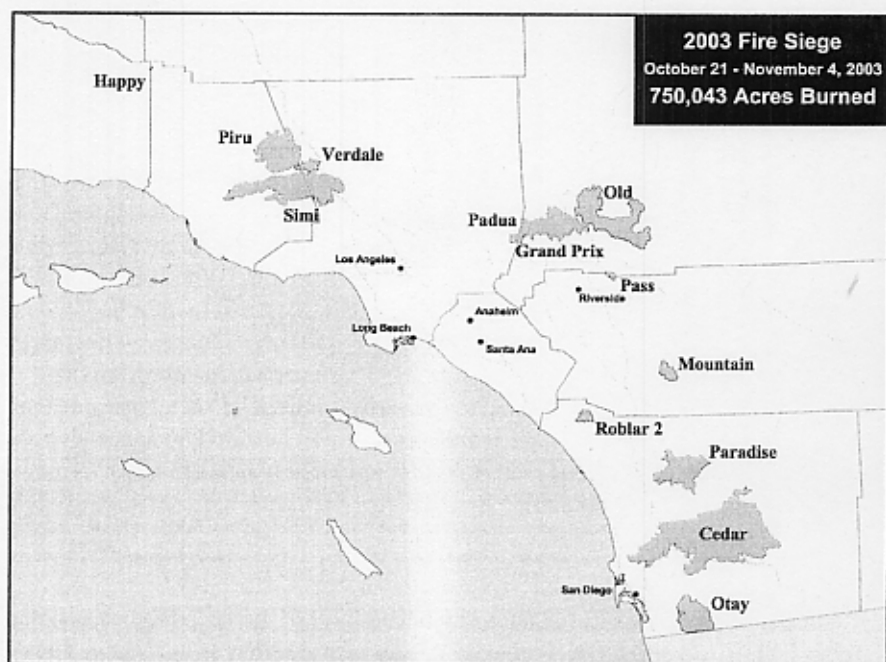 2003 Fire Siege
October 21 - November 4, 2003
750,043 Acres Burned
Happy
Piru
Verdale
Simi
Old
Padua
Grand Prix
Los Angeles
Pass
Riverside
Anaheim
Long Beach
Santa Ana
Mountain
Roblar 2
Paradise
Cedar
San Diego
Otay